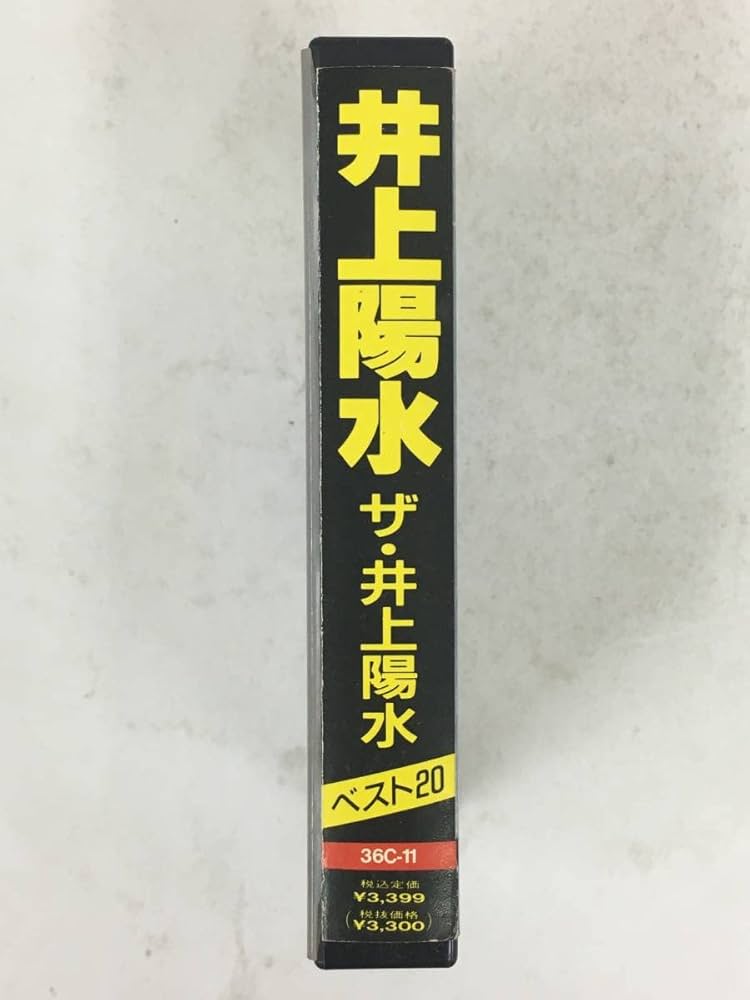 井上陽水
ザ・井上陽水
ベスト20
36C-11
税込定価
¥3,399
(税抜価格
¥3,300)